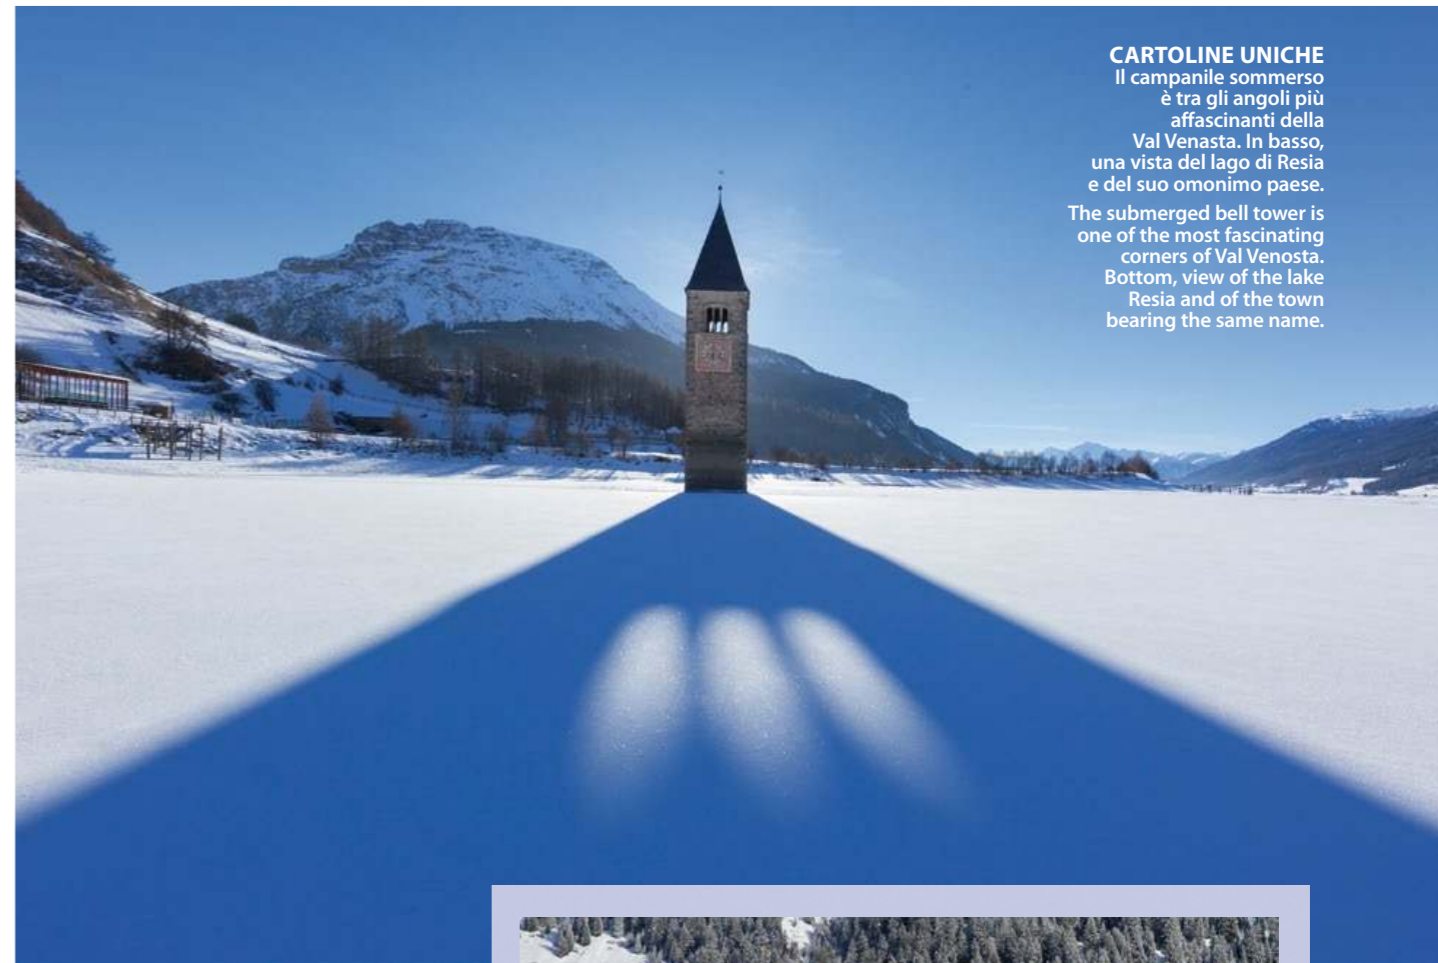 CARTOLINE UNICHE
Il campanile sommerso
è tra gli angoli più
affascinanti della
Val Venasta. In basso,
una vista del lago di Resia
e del suo omonimo paese.
The submerged bell tower is
one of the most fascinating
corners of Val Venosta.
Bottom, view of the lake
Resia and of the town
bearing the same name.